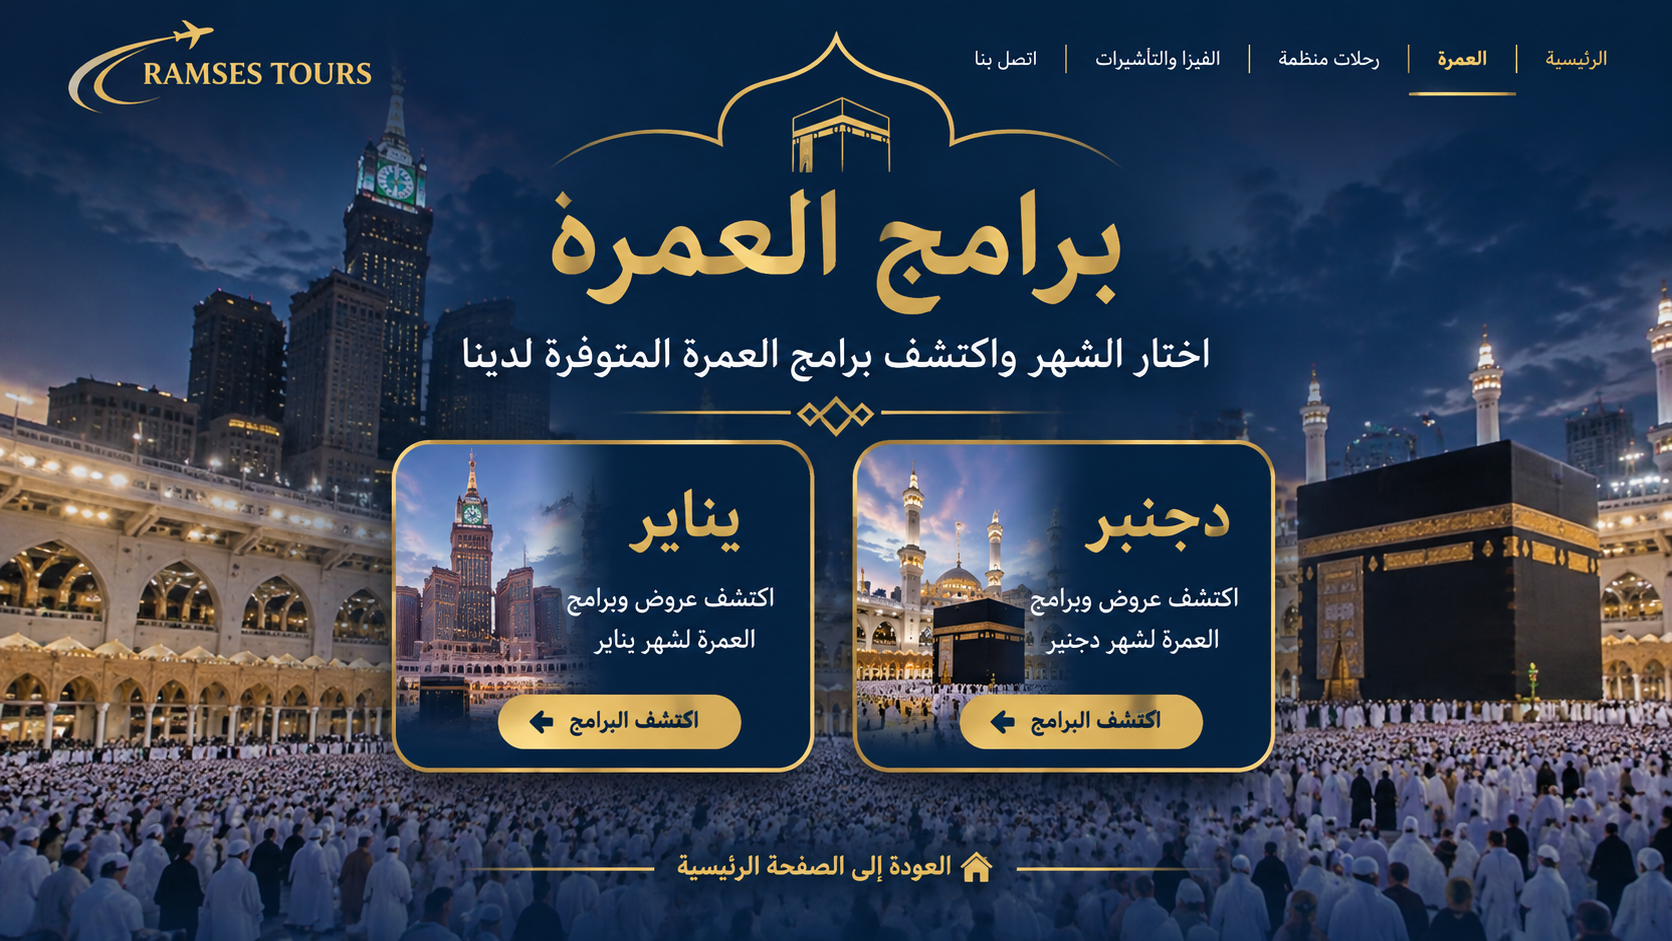 RAMSES TOURS
الرئيسية
العمرة
رحلات منظمة
الفيزا والتأشيرات
اتصل بنا
برامج العمرة
اختار الشهر واكتشف برامج العمرة المتوفرة لدينا
دجنبر
اكتشف عروض وبرامج
العمرة لشهر دجنبر
اكتشف البرامج
يناير
اكتشف عروض وبرامج
العمرة لشهر يناير
اكتشف البرامج
العودة إلى الصفحة الرئيسية